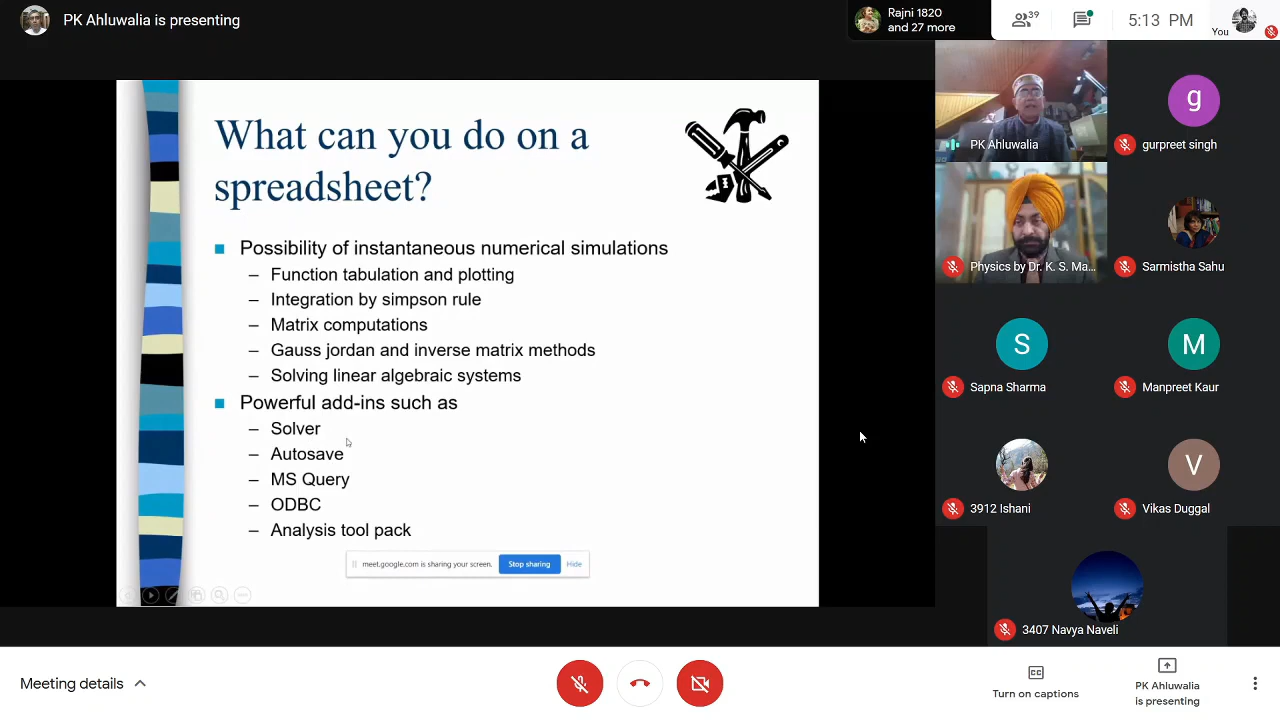 PK Ahluwalia is presenting
Rajni 1820
and 27 more
39
5:13 PM
You
What can you do on a
spreadsheet?
Possibility of instantaneous numerical simulations
– Function tabulation and plotting
– Integration by simpson rule
– Matrix computations
– Gauss jordan and inverse matrix methods
– Solving linear algebraic systems
Powerful add-ins such as
– Solver
– Autosave
– MS Query
– ODBC
– Analysis tool pack
meet.google.com is sharing your screen. Stop sharing Hide
PK Ahluwalia
g
gurpreet singh
Physics by Dr. K. S. Ma...
Sarmistha Sahu
S
Sapna Sharma
M
Manpreet Kaur
3912 Ishani
V
Vikas Duggal
3407 Navya Naveli
Meeting details
CC
Turn on captions
PK Ahluwalia
is presenting